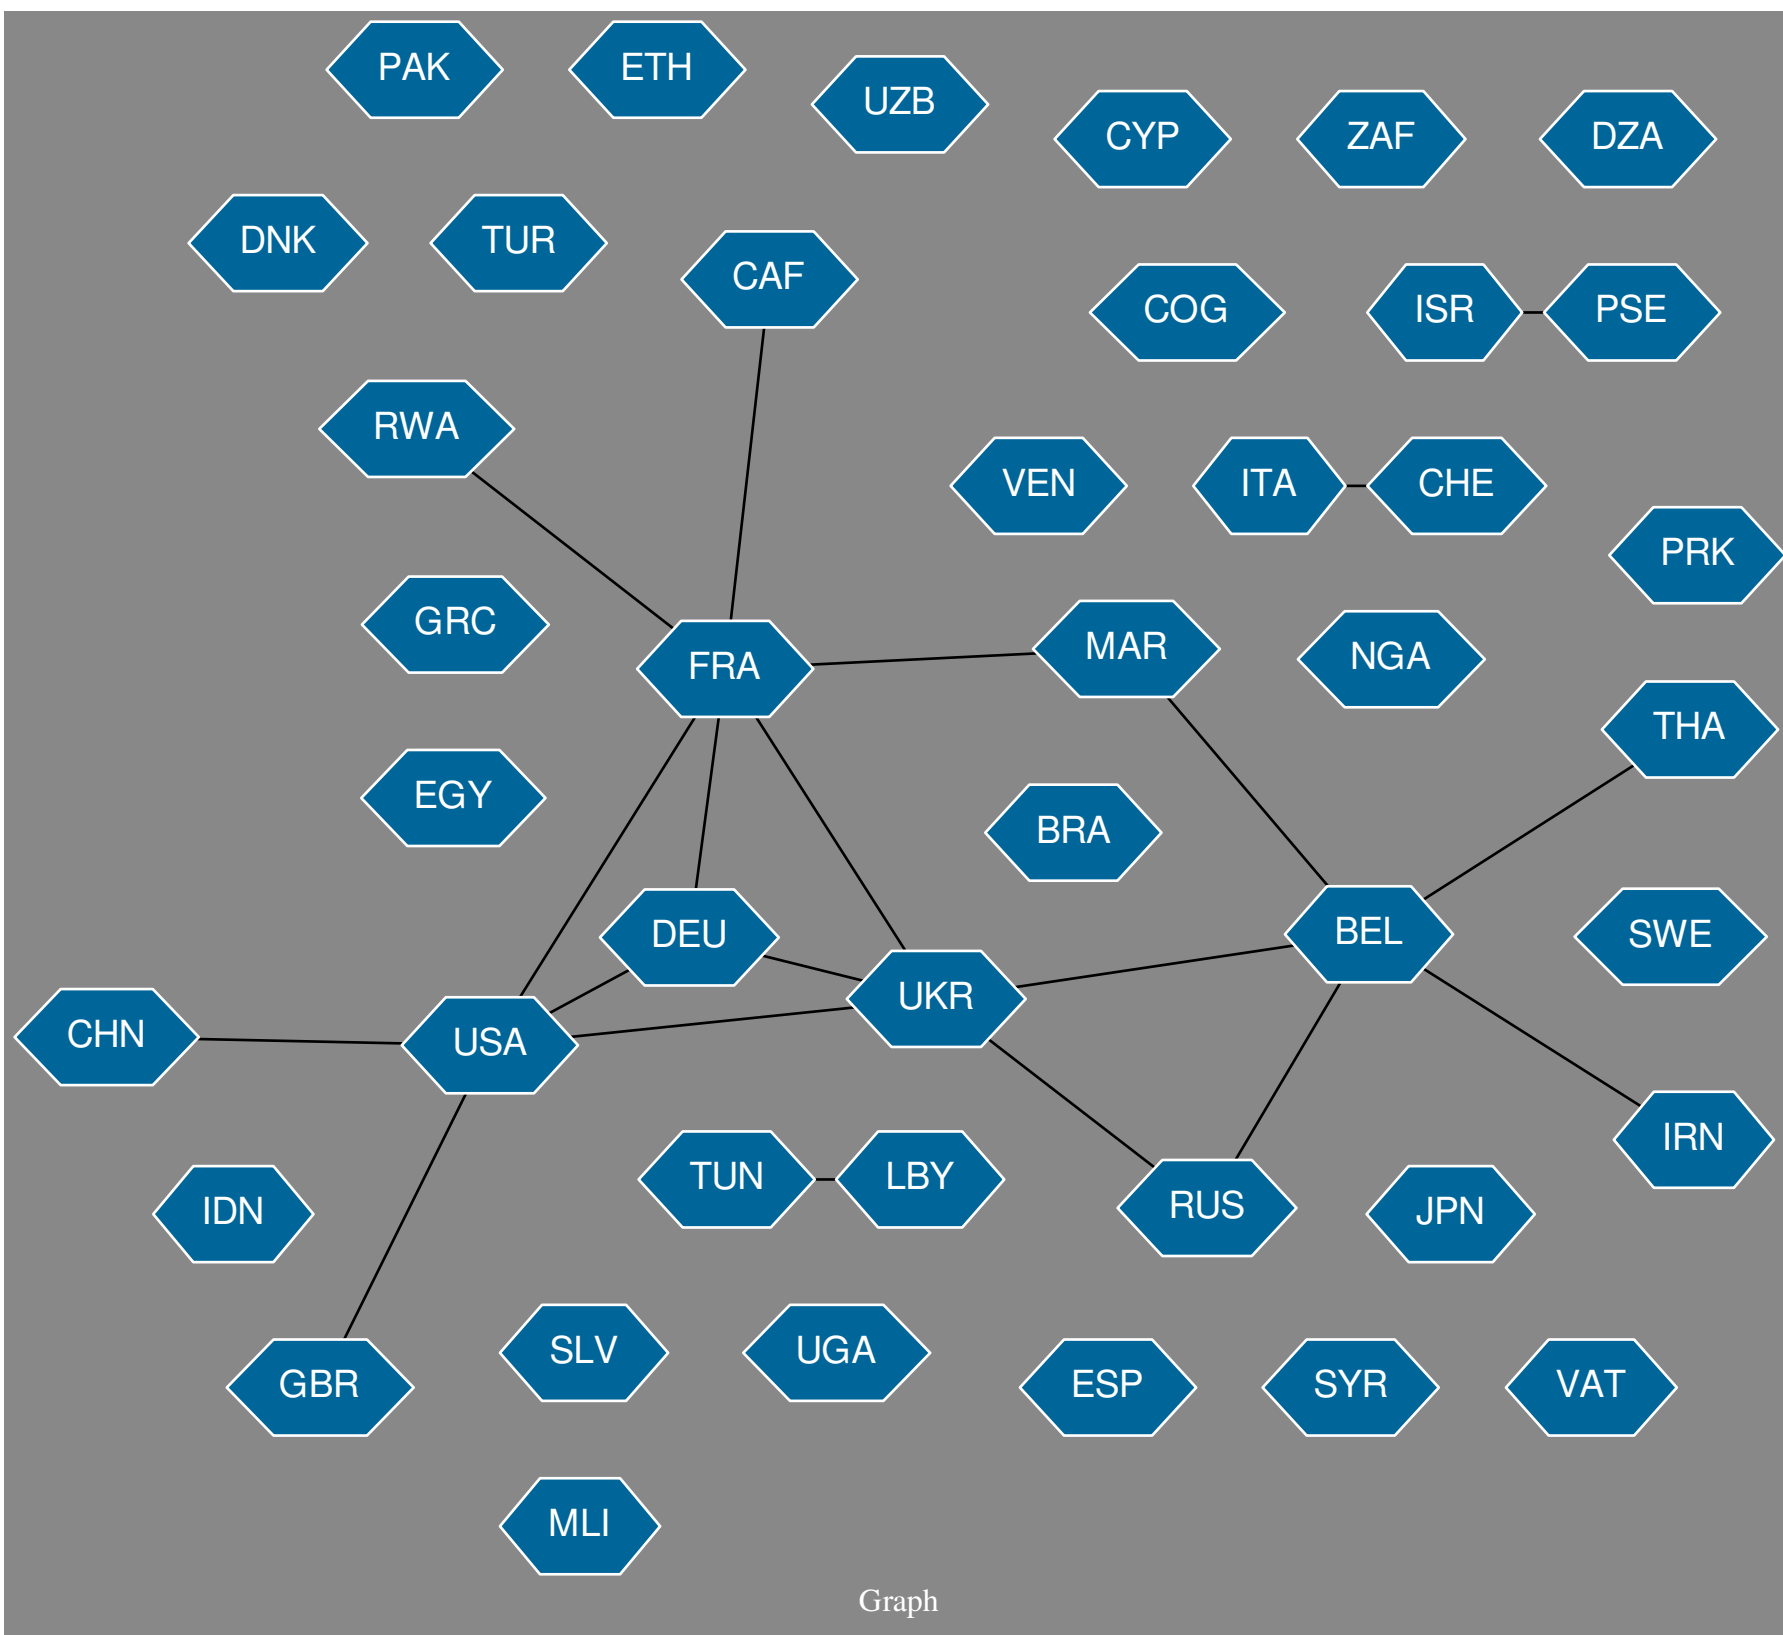 PAK
ETH
UZB
CYP
ZAF
DZA
DNK
TUR
CAF
COG
ISR
PSE
RWA
VEN
ITA
CHE
PRK
GRC
FRA
MAR
NGA
THA
EGY
BRA
DEU
BEL
SWE
UKR
CHN
USA
IRN
TUN
LBY
IDN
RUS
JPN
SLV
UGA
GBR
ESP
SYR
VAT
MLI
Graph